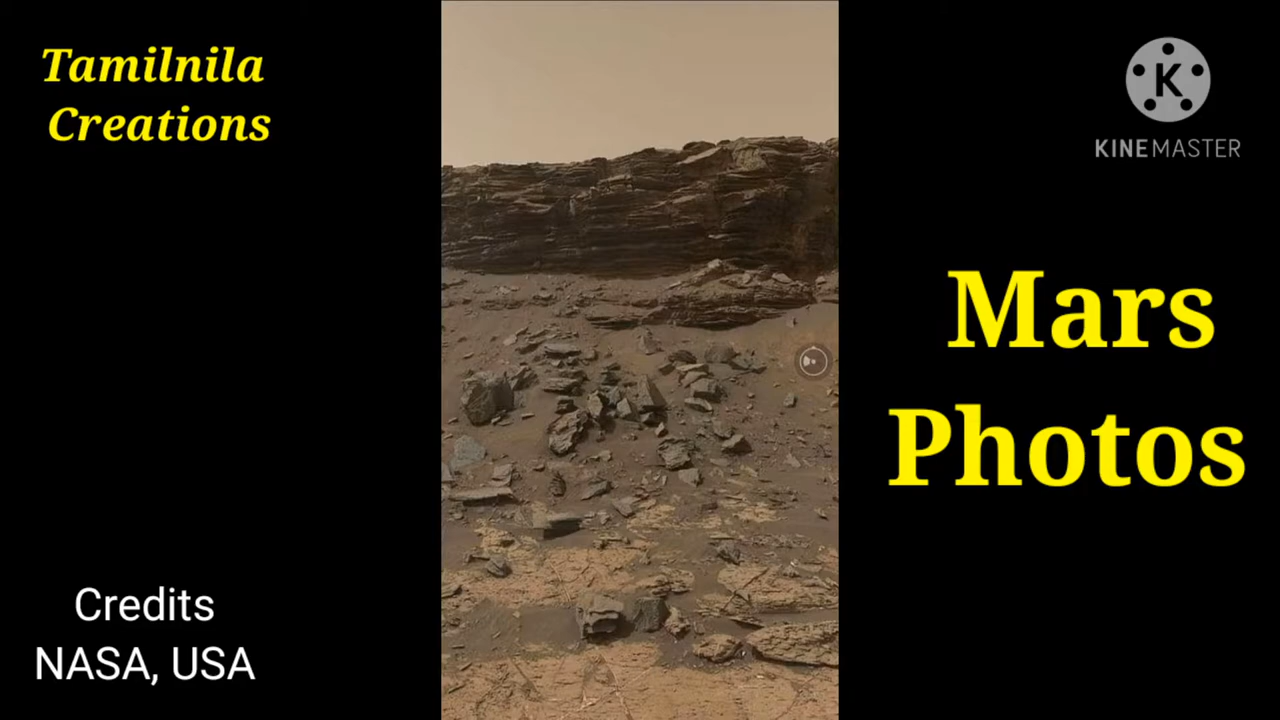 Tamilnila
Creations
K
KINEMASTER
Mars
Photos
Credits
NASA, USA